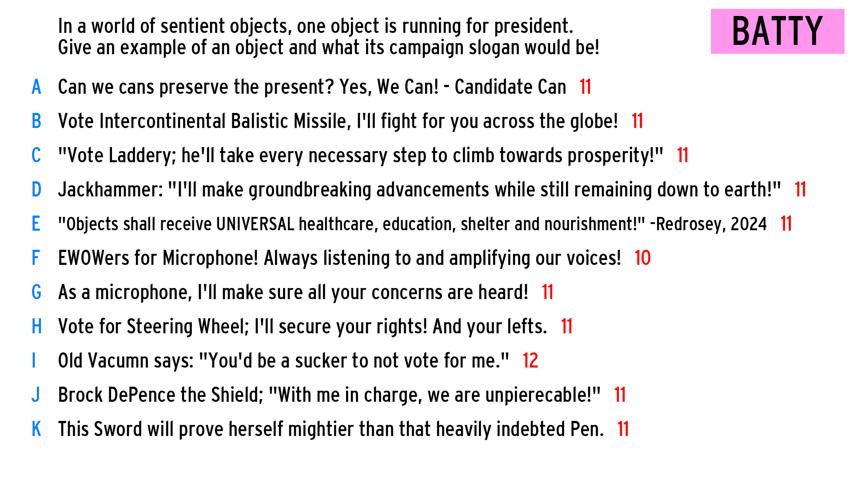 In a world of sentient objects, one object is running for president.
Give an example of an object and what its campaign slogan would be!
BATTY
A Can we cans preserve the present? Yes, We Can! - Candidate Can 11
B Vote Intercontinental Balistic Missile, I'll fight for you across the globe! 11
C "Vote Laddery; he'll take every necessary step to climb towards prosperity!" 11
D Jackhammer: "I'll make groundbreaking advancements while still remaining down to earth!" 11
E "Objects shall receive UNIVERSAL healthcare, education, shelter and nourishment!" -Redrosey, 2024 11
F EWOWers for Microphone! Always listening to and amplifying our voices! 10
G As a microphone, I'll make sure all your concerns are heard! 11
H Vote for Steering Wheel; I'll secure your rights! And your lefts. 11
I Old Vacumn says: "You'd be a sucker to not vote for me." 12
J Brock DePence the Shield; "With me in charge, we are unpierecable!" 11
K This Sword will prove herself mightier than that heavily indebted Pen. 11